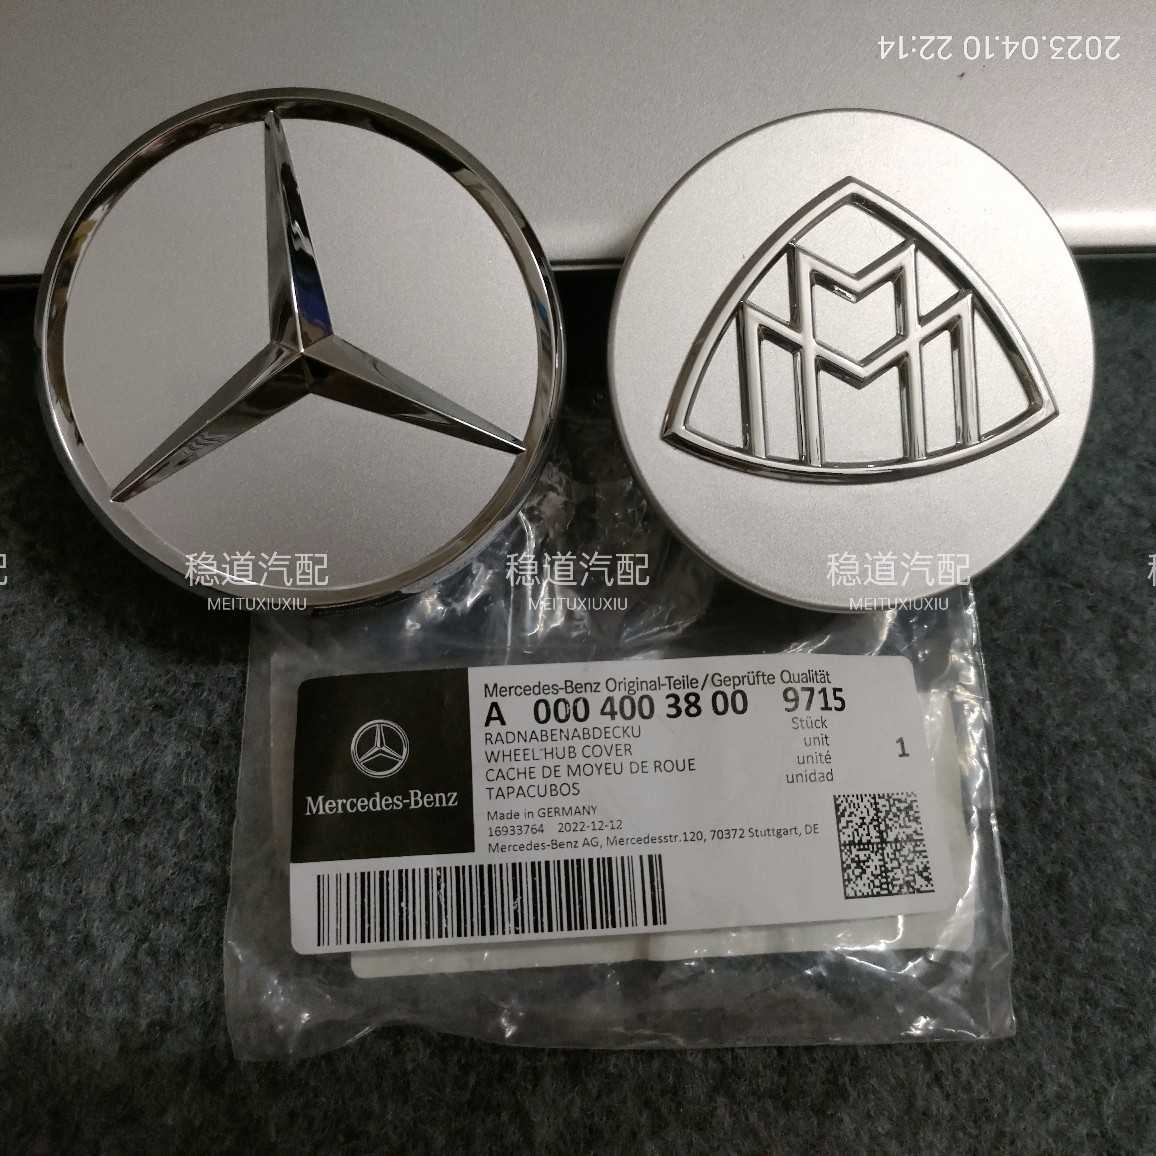 2023.04.10 22:14
稳道汽配 稳道汽配 稳道汽配
MEITUXIUXIU MEITUXIUXIU MEITUXIUXIU
Mercedes-Benz Original-Teile/Geprüfte Qualität
A 000 400 38 00 9715
RADNABENABDECKU
WHEEL HUB COVER
CACHE DE MOYEU DE ROUE
TAPACUBOS
Stück
unit
unité
unidad
1
Made in GERMANY
16933764 2022-12-12
Mercedes-Benz AG, Mercedesstr.120, 70372 Stuttgart, DE
Mercedes-Benz